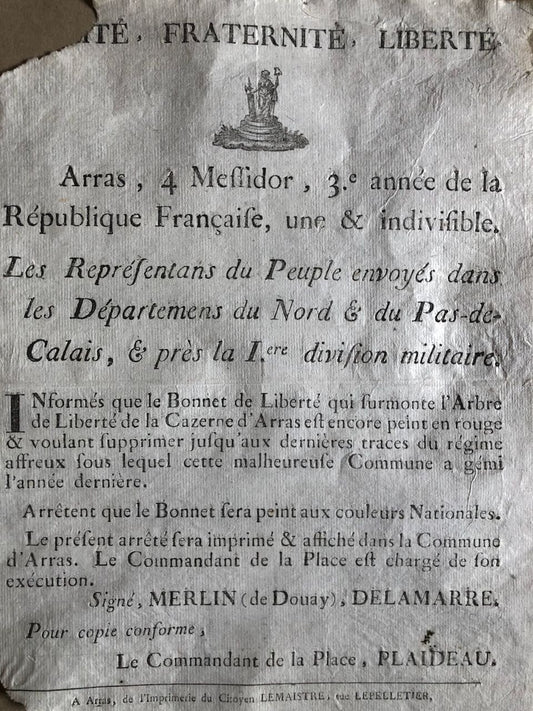 ITÉ, FRATERNITÉ, LIBERTÉ
Arras, 4 Meſſidor, 3.e année de la
République Françaiſe, une & indiviſible.
Les Repréſentans du Peuple envoyés dans
les Départemens du Nord & du Pas-de-
Calais, & près la I.ere diviſion militaire.
INformés que le Bonnet de Liberté qui ſurmonte l'Arbre
de Liberté de la Cazerne d'Arras eſt encore peint en rouge
& voulant ſupprimer juſqu'aux dernières traces du régime
affreux ſous lequel cette malheureuſe Commune a gémi
l'année dernière.
Arrêtent que le Bonnet ſera peint aux couleurs Nationales.
Le préſent arrêté ſera imprimé & affiché dans la Commune
d'Arras. Le Commandant de la Place eſt chargé de ſon
exécution.
Signé, MERLIN (de Douay), DELAMARRE.
Pour copie conforme,
Le Commandant de la Place, PLAIDEAU.
A Arras, de l'Imprimerie du Citoyen LEMAISTRE, rue LEPELLETIER,